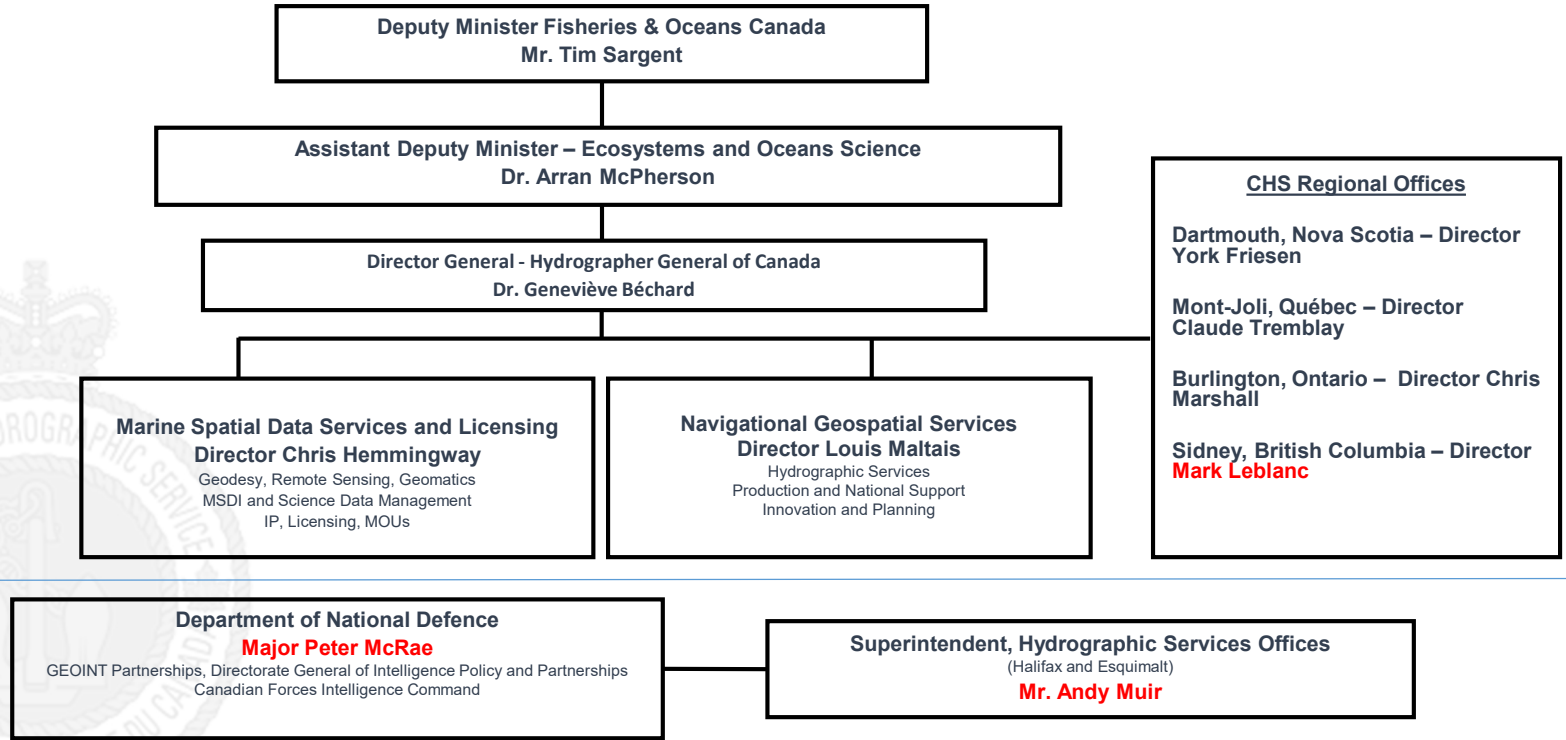 Deputy Minister Fisheries & Oceans Canada
Mr. Tim Sargent
Assistant Deputy Minister – Ecosystems and Oceans Science
Dr. Arran McPherson
Director General - Hydrographer General of Canada
Dr. Geneviève Béchard
CHS Regional Offices
Dartmouth, Nova Scotia – Director
York Friesen
Mont-Joli, Québec – Director
Claude Tremblay
Burlington, Ontario – Director Chris
Marshall
Sidney, British Columbia – Director
Mark Leblanc
Marine Spatial Data Services and Licensing
Director Chris Hemmingway
Geodesy, Remote Sensing, Geomatics
MSDI and Science Data Management
IP, Licensing, MOUs
Navigational Geospatial Services
Director Louis Maltais
Hydrographic Services
Production and National Support
Innovation and Planning
Department of National Defence
Major Peter McRae
GEOINT Partnerships, Directorate General of Intelligence Policy and Partnerships
Canadian Forces Intelligence Command
Superintendent, Hydrographic Services Offices
(Halifax and Esquimalt)
Mr. Andy Muir